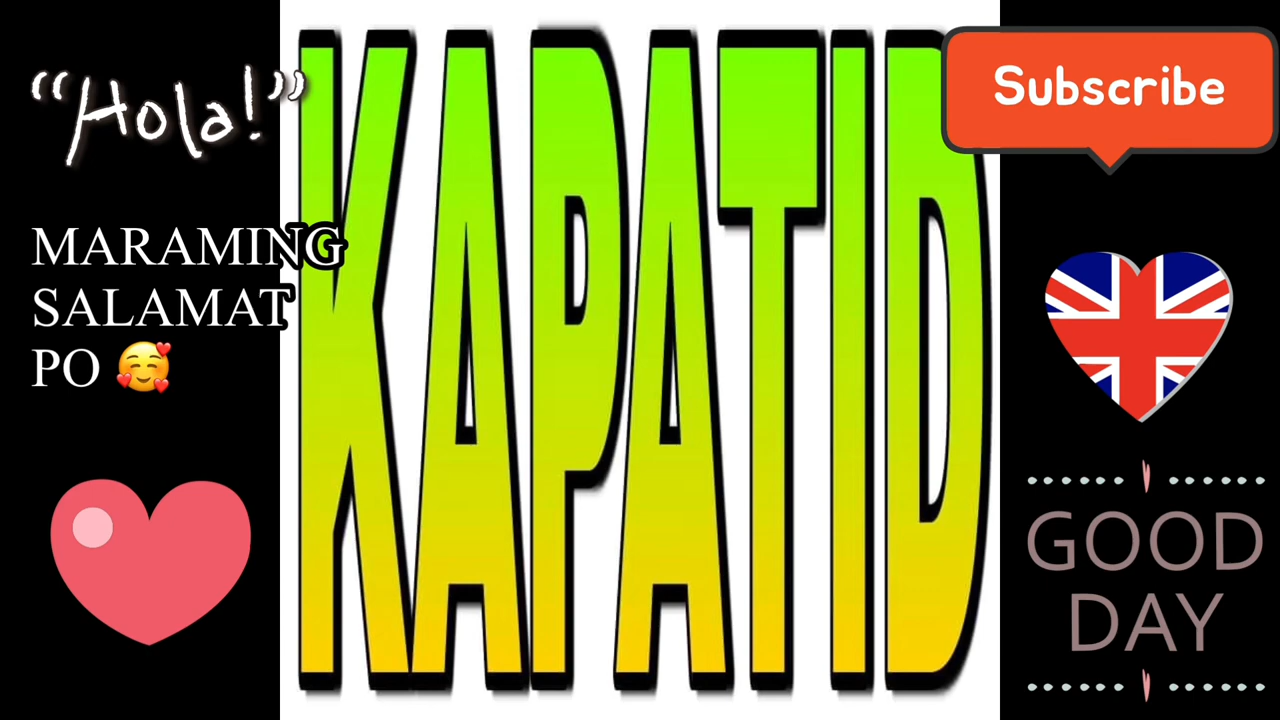 “Hola!”
MARAMING
SALAMAT
PO 🥰
KAPATID
Subscribe
GOOD
DAY